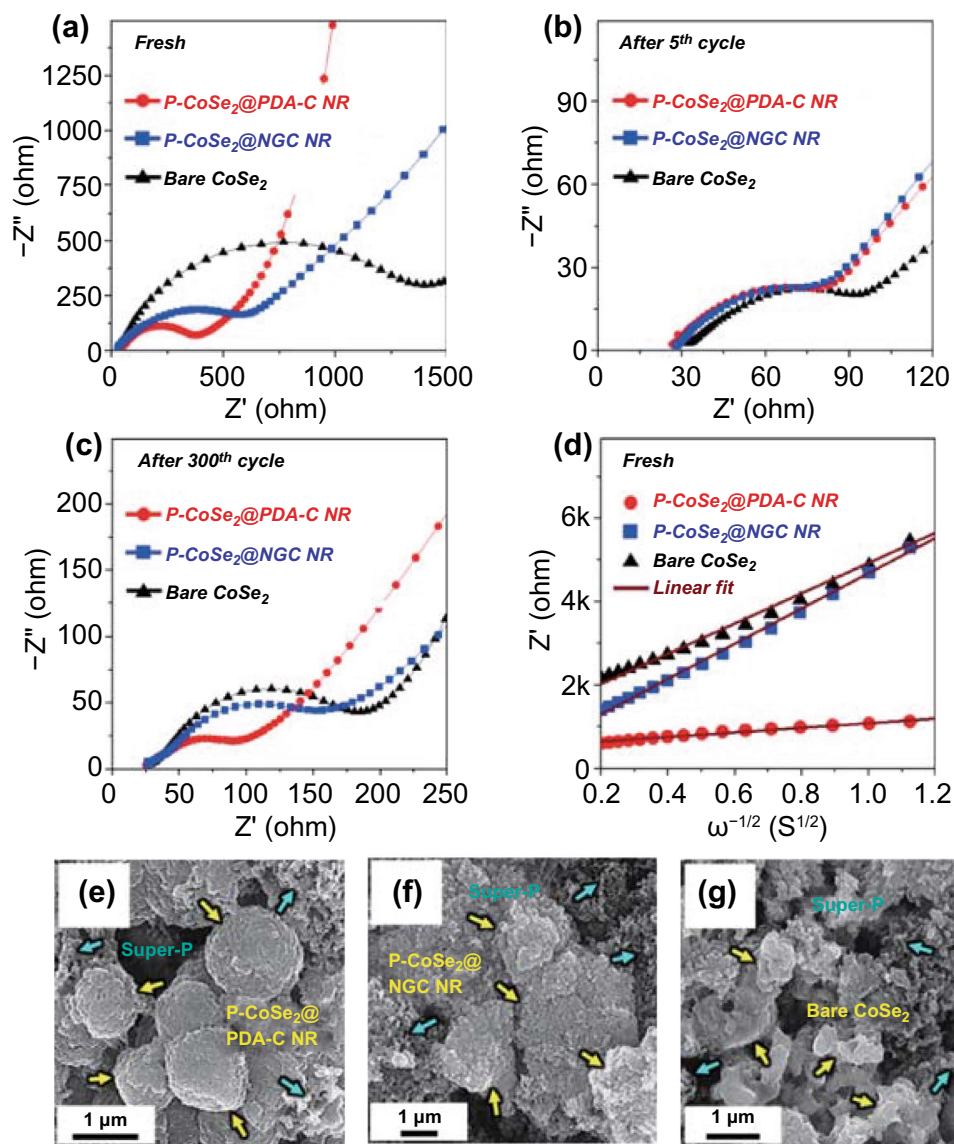 (a)
Fresh
P-CoSe₂@PDA-C NR
P-CoSe₂@NGC NR
Bare CoSe₂
1250
1000
750
500
250
0
0 500 1000 1500
−Z″ (ohm)
Z′ (ohm)
(b)
After 5th cycle
P-CoSe₂@PDA-C NR
P-CoSe₂@NGC NR
Bare CoSe₂
90
60
30
0
0 30 60 90 120
−Z″ (ohm)
Z′ (ohm)
(c)
After 300th cycle
P-CoSe₂@PDA-C NR
P-CoSe₂@NGC NR
Bare CoSe₂
200
150
100
50
0
0 50 100 150 200 250
−Z″ (ohm)
Z′ (ohm)
(d)
Fresh
P-CoSe₂@PDA-C NR
P-CoSe₂@NGC NR
Bare CoSe₂
Linear fit
6k
4k
2k
0
0.2 0.4 0.6 0.8 1.0 1.2
Z′ (ohm)
ω−1/2 (S1/2)
(e)
Super-P
P-CoSe₂@
PDA-C NR
1 µm
(f)
Super-P
P-CoSe₂@
NGC NR
1 µm
(g)
Super-P
Bare CoSe₂
1 µm